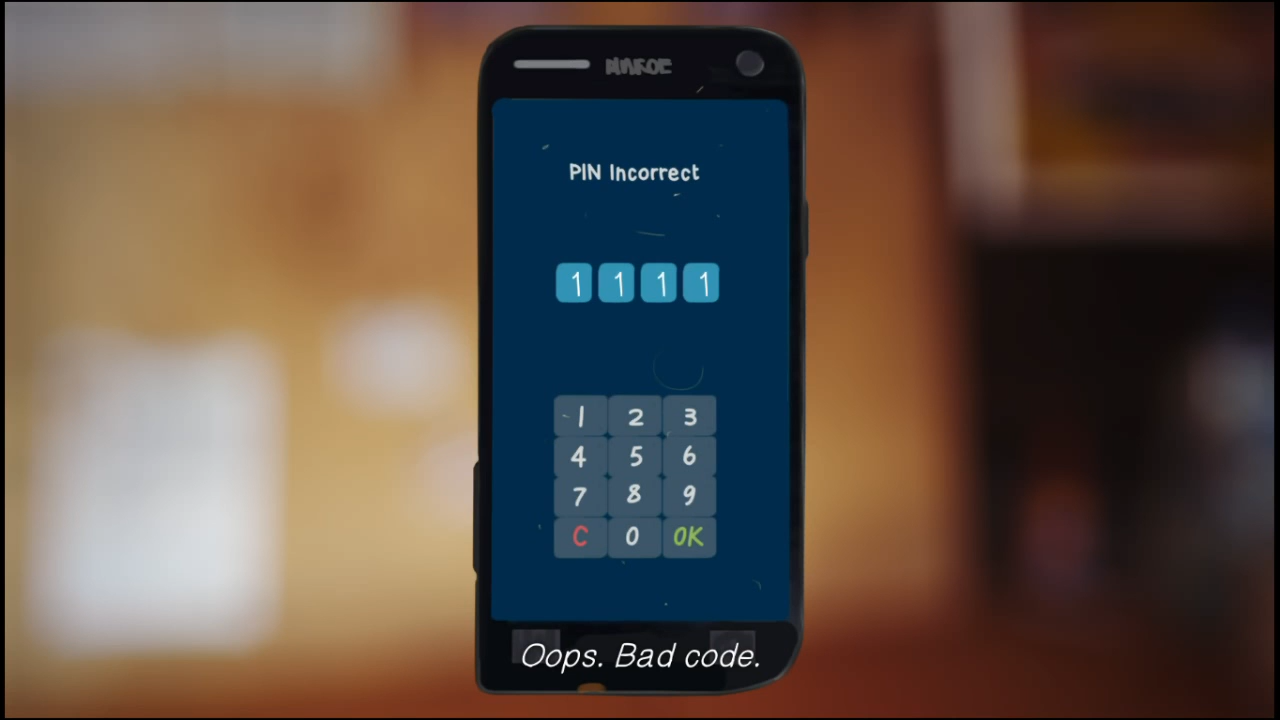 PIN Incorrect
1 1 1 1
1 2 3
4 5 6
7 8 9
C 0 OK
Oops. Bad code.